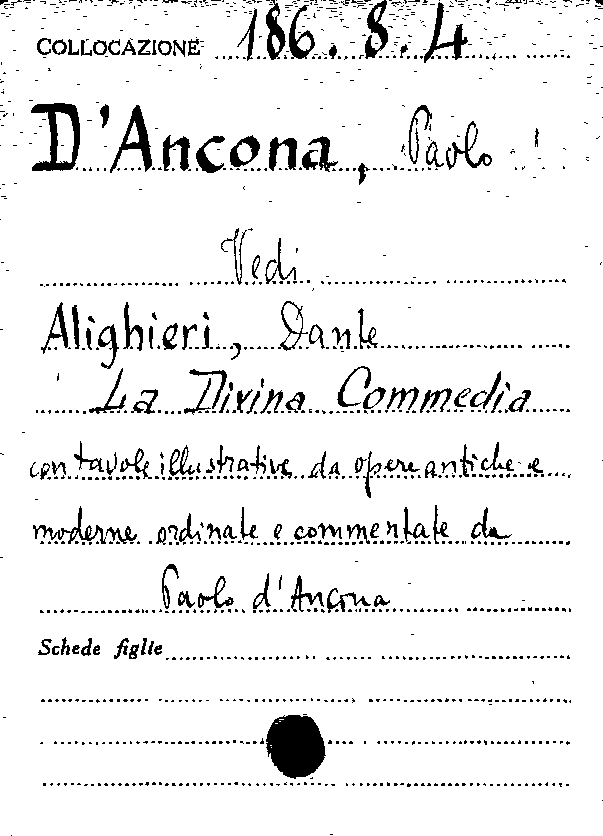 COLLOCAZIONE 186.8.4
D'Ancona, Paolo
Vedi
Alighieri, Dante
La Divina Commedia
con tavole illustrative da opere antiche e
moderne ordinate e commentate da
Paolo d'Ancona
Schede figlie